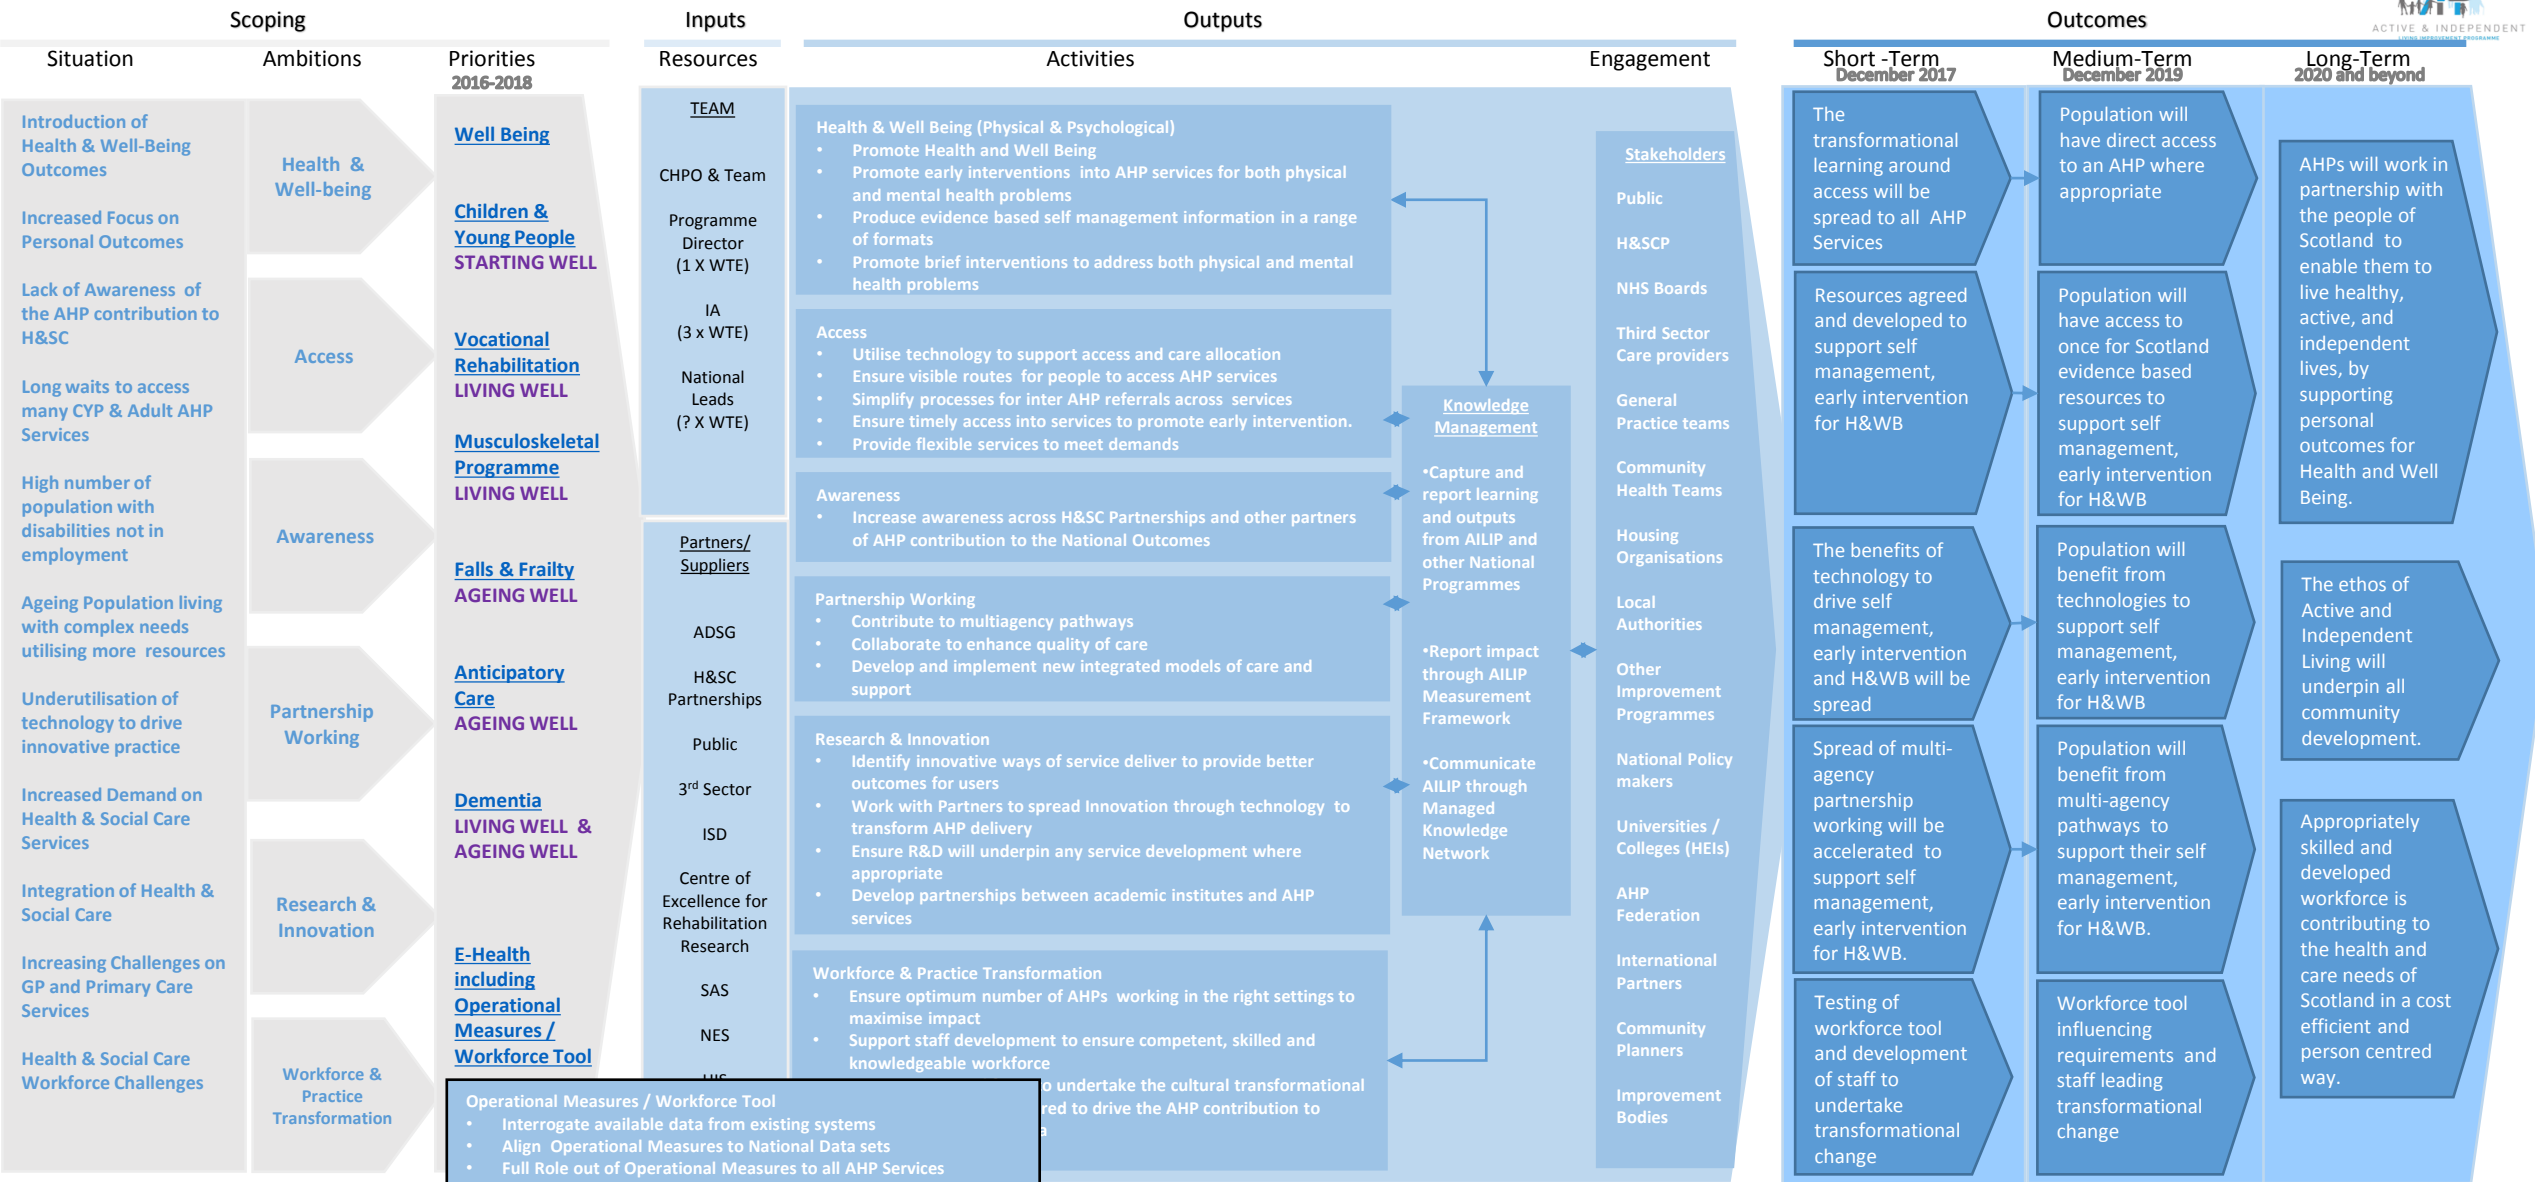 Scoping
Inputs
Outputs
Outcomes
ACTIVE & INDEPENDENT
LIVING IMPROVEMENT PROGRAMME
Situation
Ambitions
Priorities
2016-2018
Resources
Activities
Engagement
Short -Term
December 2017
Medium-Term
December 2019
Long-Term
2020 and beyond
Introduction of
Health & Well-Being
Outcomes
Increased Focus on
Personal Outcomes
Lack of Awareness of
the AHP contribution to
H&SC
Long waits to access
many CYP & Adult AHP
Services
High number of
population with
disabilities not in
employment
Ageing Population living
with complex needs
utilising more resources
Underutilisation of
technology to drive
innovative practice
Increased Demand on
Health & Social Care
Services
Integration of Health &
Social Care
Increasing Challenges on
GP and Primary Care
Services
Health & Social Care
Workforce Challenges
Health &
Well-being
Access
Awareness
Partnership
Working
Research &
Innovation
Workforce &
Practice
Transformation
Well Being
Children &
Young People
STARTING WELL
Vocational
Rehabilitation
LIVING WELL
Musculoskeletal
Programme
LIVING WELL
Falls & Frailty
AGEING WELL
Anticipatory
Care
AGEING WELL
Dementia
LIVING WELL &
AGEING WELL
E-Health
including
Operational
Measures /
Workforce Tool
TEAM
CHPO & Team
Programme
Director
(1 X WTE)
IA
(3 x WTE)
National
Leads
(? X WTE)
Partners/
Suppliers
ADSG
H&SC
Partnerships
Public
3rd Sector
ISD
Centre of
Excellence for
Rehabilitation
Research
SAS
NES
HIS
Health & Well Being (Physical & Psychological)
• Promote Health and Well Being
• Promote early interventions into AHP services for both physical
and mental health problems
• Produce evidence based self management information in a range
of formats
• Promote brief interventions to address both physical and mental
health problems
Access
• Utilise technology to support access and care allocation
• Ensure visible routes for people to access AHP services
• Simplify processes for inter AHP referrals across services
• Ensure timely access into services to promote early intervention.
• Provide flexible services to meet demands
Awareness
• Increase awareness across H&SC Partnerships and other partners
of AHP contribution to the National Outcomes
Partnership Working
• Contribute to multiagency pathways
• Collaborate to enhance quality of care
• Develop and implement new integrated models of care and
support
Research & Innovation
• Identify innovative ways of service deliver to provide better
outcomes for users
• Work with Partners to spread Innovation through technology to
transform AHP delivery
• Ensure R&D will underpin any service development where
appropriate
• Develop partnerships between academic institutes and AHP
services
Workforce & Practice Transformation
• Ensure optimum number of AHPs working in the right settings to
maximise impact
• Support staff development to ensure competent, skilled and
knowledgeable workforce
o undertake the cultural transformational
red to drive the AHP contribution to
a
Operational Measures / Workforce Tool
• Interrogate available data from existing systems
• Align Operational Measures to National Data sets
• Full Role out of Operational Measures to all AHP Services
Knowledge
Management
•Capture and
report learning
and outputs
from AILIP and
other National
Programmes
•Report impact
through AILIP
Measurement
Framework
•Communicate
AILIP through
Managed
Knowledge
Network
Stakeholders
Public
H&SCP
NHS Boards
Third Sector
Care providers
General
Practice teams
Community
Health Teams
Housing
Organisations
Local
Authorities
Other
Improvement
Programmes
National Policy
makers
Universities /
Colleges (HEIs)
AHP
Federation
International
Partners
Community
Planners
Improvement
Bodies
The
transformational
learning around
access will be
spread to all AHP
Services
Resources agreed
and developed to
support self
management,
early intervention
for H&WB
The benefits of
technology to
drive self
management,
early intervention
and H&WB will be
spread
Spread of multi-
agency
partnership
working will be
accelerated to
support self
management,
early intervention
for H&WB.
Testing of
workforce tool
and development
of staff to
undertake
transformational
change
Population will
have direct access
to an AHP where
appropriate
Population will
have access to
once for Scotland
evidence based
resources to
support self
management,
early intervention
for H&WB
Population will
benefit from
technologies to
support self
management,
early intervention
for H&WB
Population will
benefit from
multi-agency
pathways to
support their self
management,
early intervention
for H&WB.
Workforce tool
influencing
requirements and
staff leading
transformational
change
AHPs will work in
partnership with
the people of
Scotland to
enable them to
live healthy,
active, and
independent
lives, by
supporting
personal
outcomes for
Health and Well
Being.
The ethos of
Active and
Independent
Living will
underpin all
community
development.
Appropriately
skilled and
developed
workforce is
contributing to
the health and
care needs of
Scotland in a cost
efficient and
person centred
way.